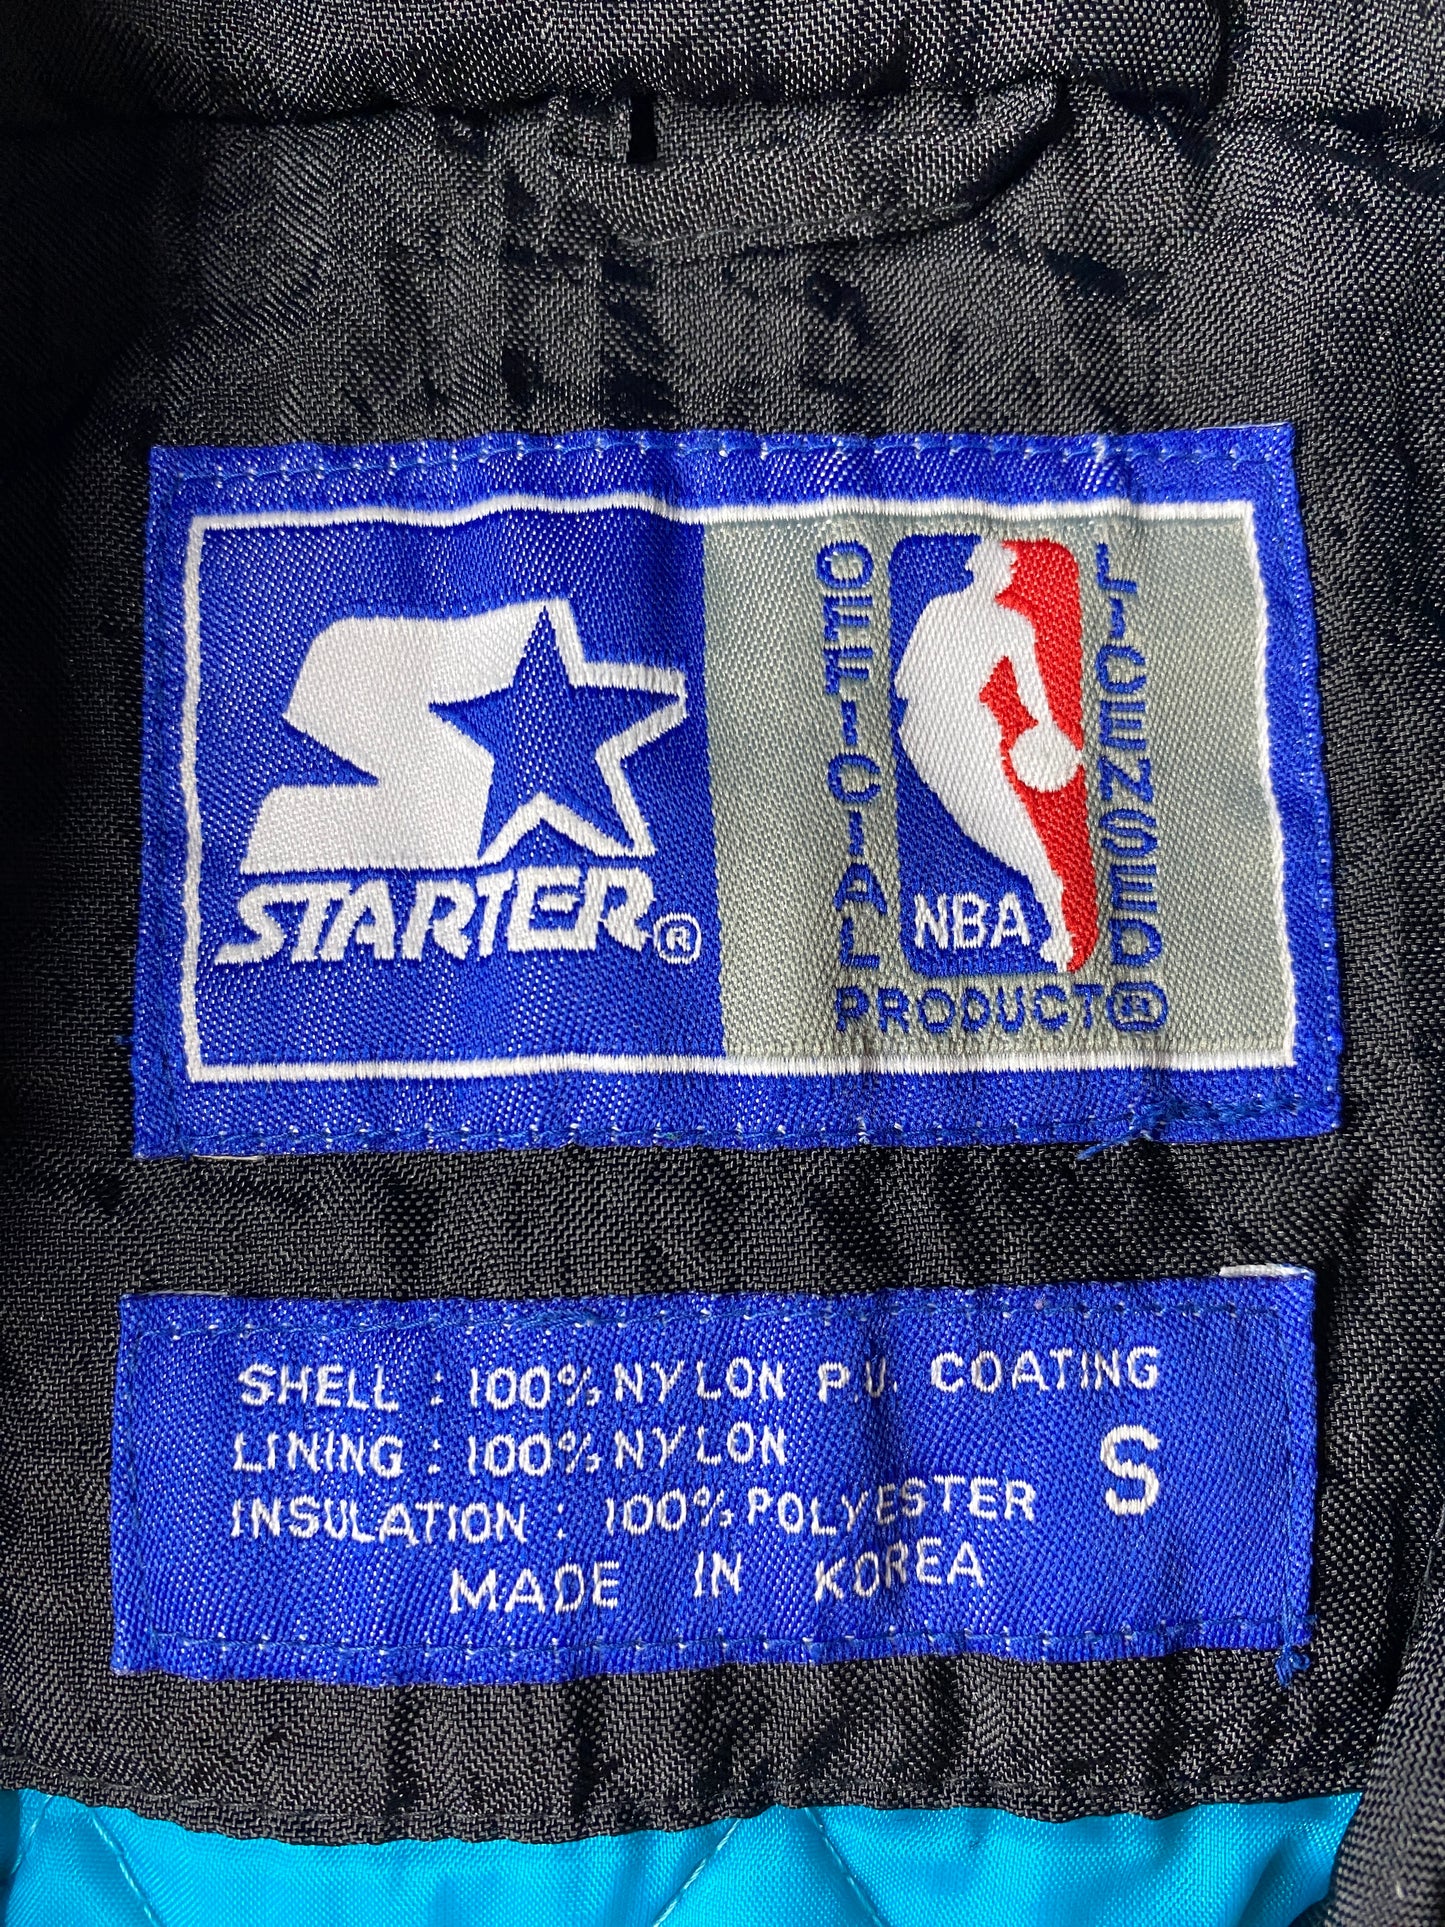 STARTER®
OFFICIAL
LICENSED
NBA
PRODUCT®
SHELL : 100% NYLON P.U. COATING
LINING : 100% NYLON
S
INSULATION : 100% POLYESTER
MADE IN KOREA